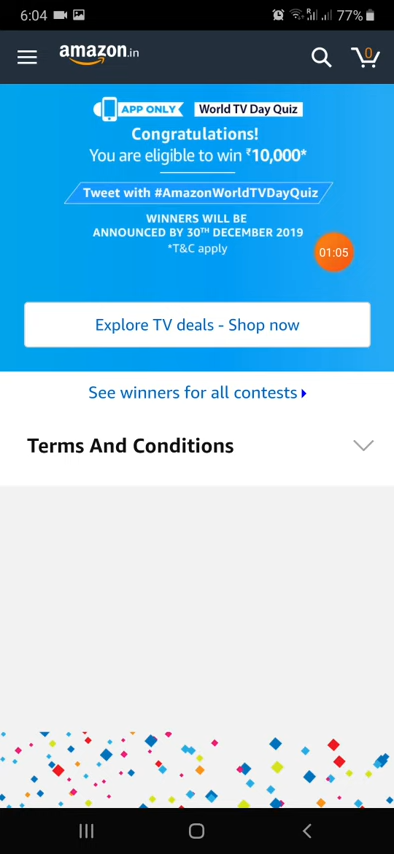 6:04
77%
amazon.in
0
APP ONLY World TV Day Quiz
Congratulations!
You are eligible to win ₹10,000*
Tweet with #AmazonWorldTVDayQuiz
WINNERS WILL BE
ANNOUNCED BY 30TH DECEMBER 2019
*T&C apply
01:05
Explore TV deals - Shop now
See winners for all contests
Terms And Conditions